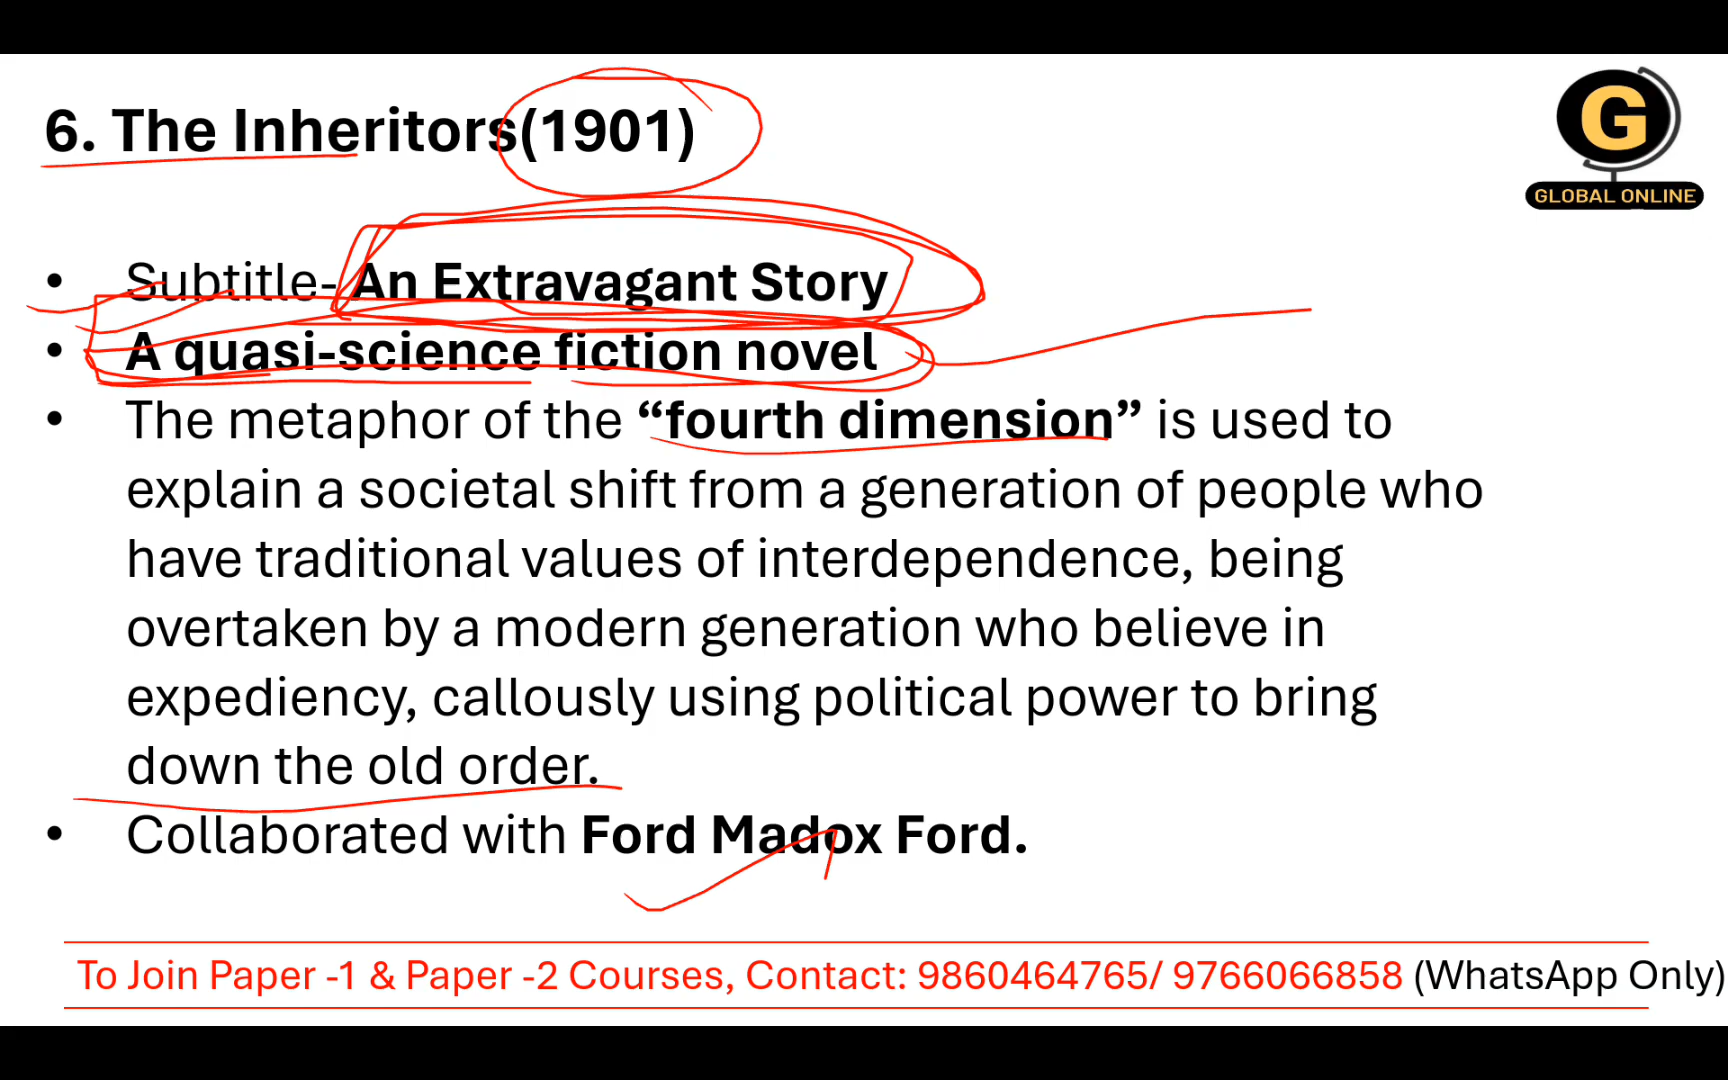 6. The Inheritors(1901)
G
GLOBAL ONLINE
• Subtitle- An Extravagant Story
• A quasi-science fiction novel
• The metaphor of the “fourth dimension” is used to
explain a societal shift from a generation of people who
have traditional values of interdependence, being
overtaken by a modern generation who believe in
expediency, callously using political power to bring
down the old order.
• Collaborated with Ford Madox Ford.
To Join Paper -1 & Paper -2 Courses, Contact: 9860464765/ 9766066858 (WhatsApp Only)